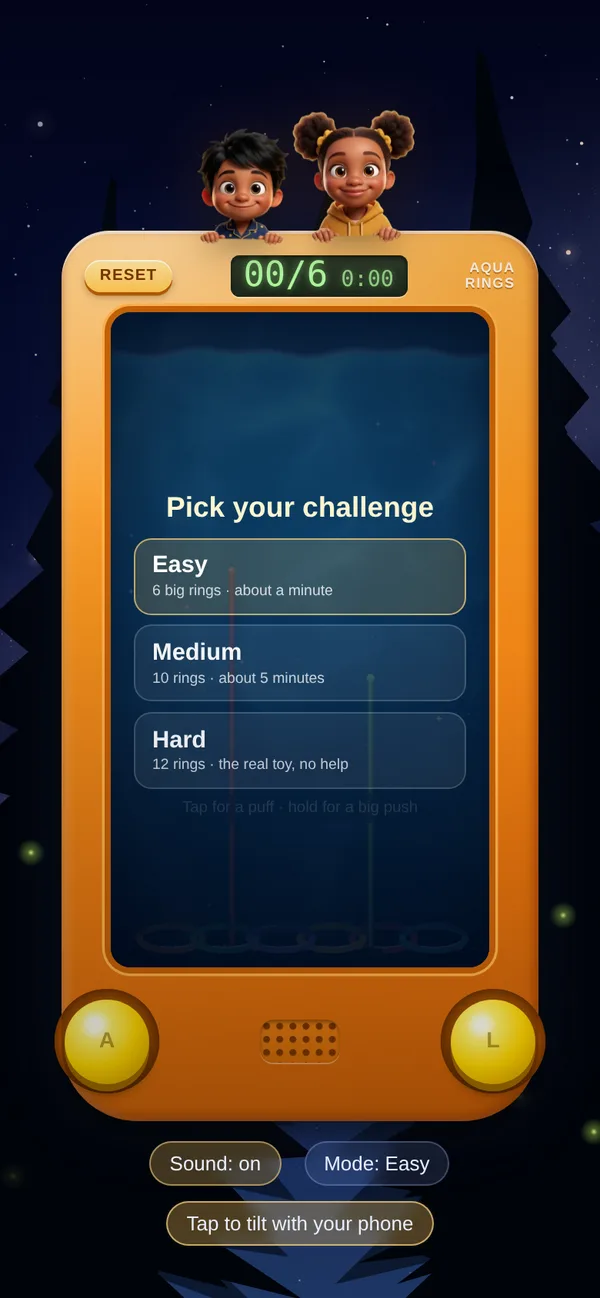 RESET
00/6 0:00
AQUA
RINGS
Pick your challenge
Easy
6 big rings · about a minute
Medium
10 rings · about 5 minutes
Hard
12 rings · the real toy, no help
Tap for a puff · hold for a big push
A
L
Sound: on
Mode: Easy
Tap to tilt with your phone